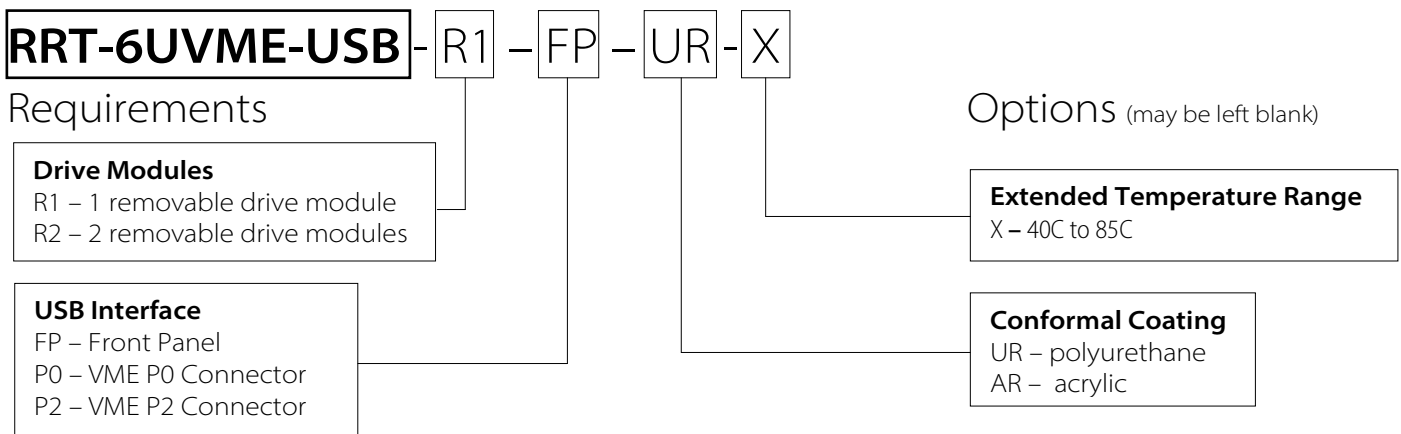 RRT-6UVME-USB-R1 – FP – UR-X
Requirements
Options (may be left blank)
Drive Modules
R1 – 1 removable drive module
R2 – 2 removable drive modules
Extended Temperature Range
X – 40C to 85C
USB Interface
FP – Front Panel
P0 – VME P0 Connector
P2 – VME P2 Connector
Conformal Coating
UR – polyurethane
AR – acrylic